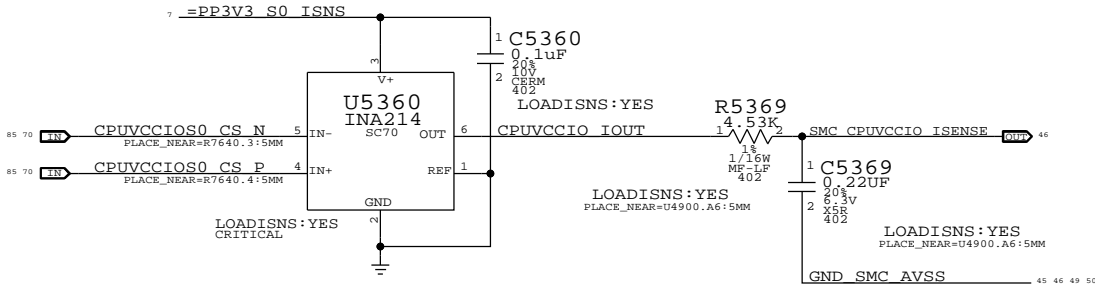 7 =PP3V3_S0_ISNS
1 C5360
0.1uF
20%
10V
2 CERM
402
3
V+
U5360
INA214
SC70
LOADISNS:YES
R5369
4.53K
85 70 IN CPUVCCIOS0_CS_N 5 IN- OUT 6 CPUVCCIO_IOUT 1 2 SMC_CPUVCCIO_ISENSE OUT 46
PLACE_NEAR=R7640.3:5MM
1%
1/16W
MF-LF
402
85 70 IN CPUVCCIOS0_CS_P 4 IN+ REF 1
PLACE_NEAR=R7640.4:5MM
1 C5369
0.22UF
20%
6.3V
2 X5R
402
LOADISNS:YES
PLACE_NEAR=U4900.A6:5MM
GND
2
LOADISNS:YES
CRITICAL
LOADISNS:YES
PLACE_NEAR=U4900.A6:5MM
GND_SMC_AVSS 45 46 49 50